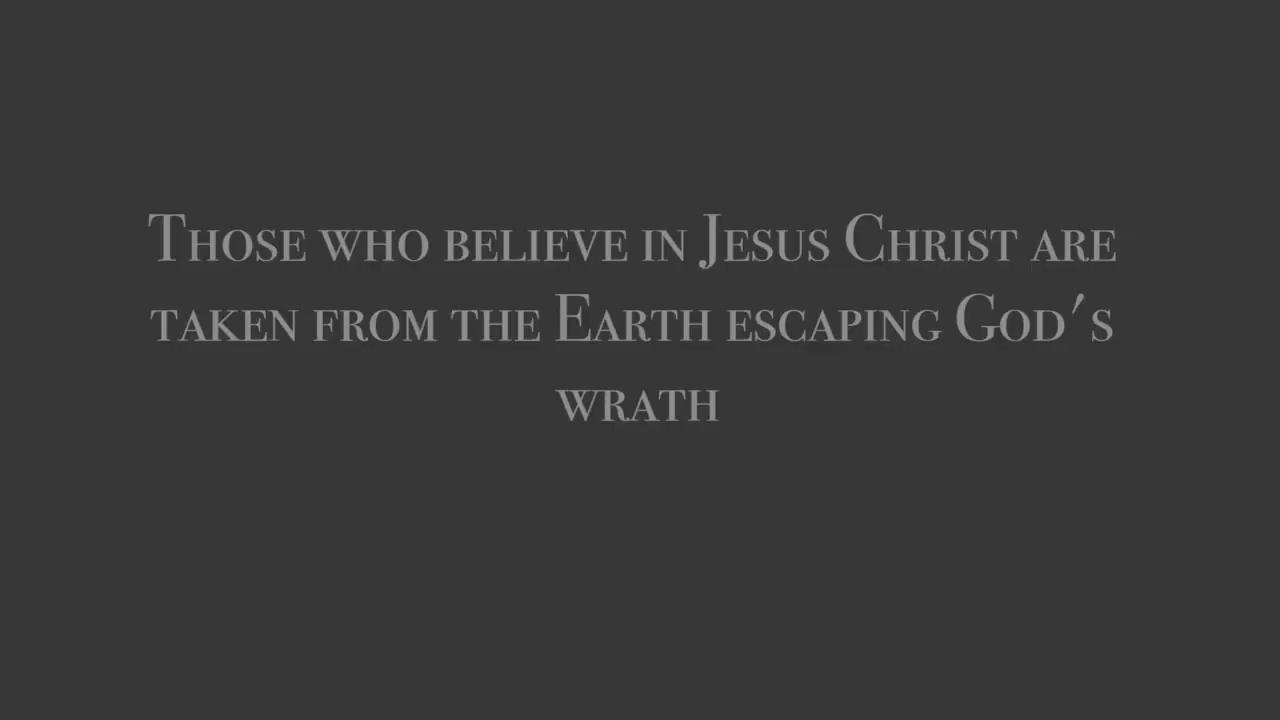 Those who believe in Jesus Christ are
taken from the Earth escaping God's
wrath